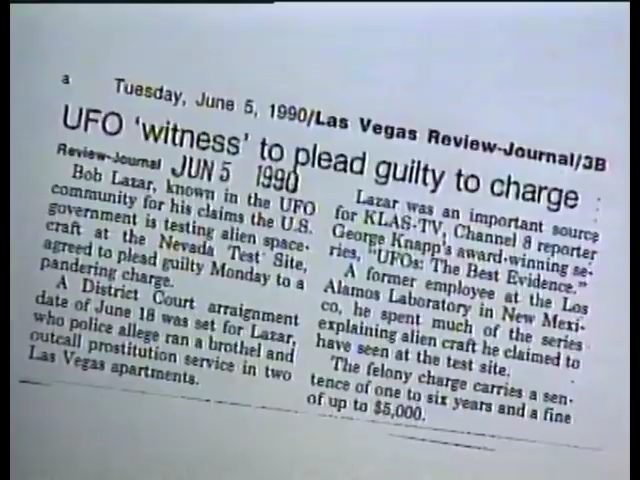 a
Tuesday, June 5, 1990/Las Vegas Review-Journal/3B
UFO 'witness' to plead guilty to charge
Review-Journal JUN 5 1990
Bob Lazar, known in the UFO
community for his claims the U.S.
government is testing alien space-
craft at the Nevada Test Site,
agreed to plead guilty Monday to a
pandering charge.
A District Court arraignment
date of June 18 was set for Lazar,
who police allege ran a brothel and
outcall prostitution service in two
Las Vegas apartments.
Lazar was an important source
for KLAS-TV, Channel 8 reporter
George Knapp's award-winning se-
ries, "UFOs: The Best Evidence."
A former employee at the Los
Alamos Laboratory in New Mexi-
co, he spent much of the series
explaining alien craft he claimed to
have seen at the test site.
The felony charge carries a sen-
tence of one to six years and a fine
of up to $5,000.